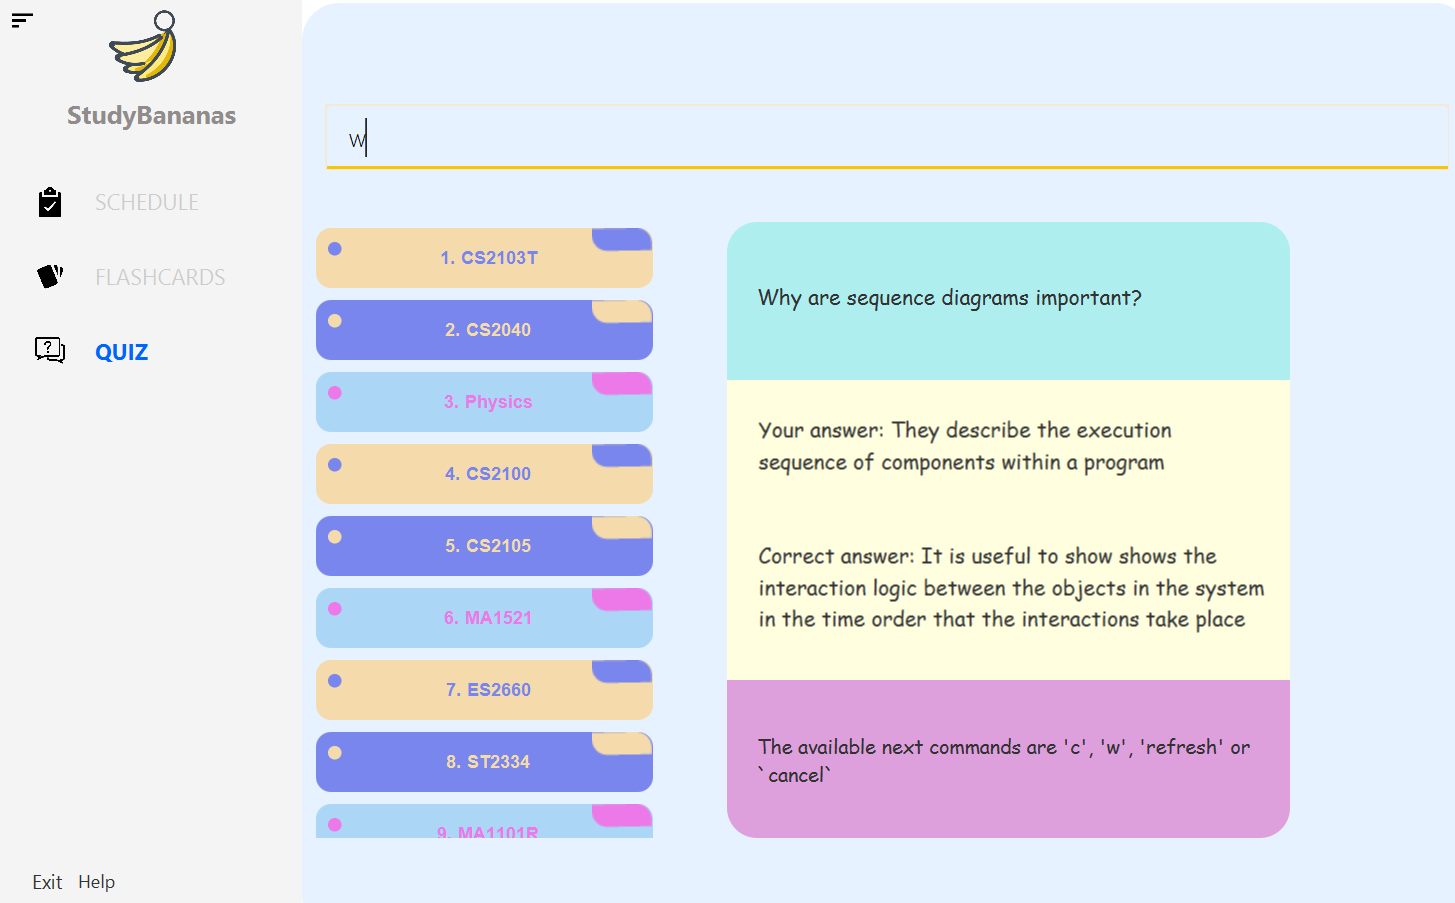 StudyBananas
SCHEDULE
FLASHCARDS
QUIZ
Exit Help
w
1. CS2103T
2. CS2040
3. Physics
4. CS2100
5. CS2105
6. MA1521
7. ES2660
8. ST2334
9. MA1101R
Why are sequence diagrams important?
Your answer: They describe the execution
sequence of components within a program
Correct answer: It is useful to show shows the
interaction logic between the objects in the system
in the time order that the interactions take place
The available next commands are 'c', 'w', 'refresh' or
`cancel`